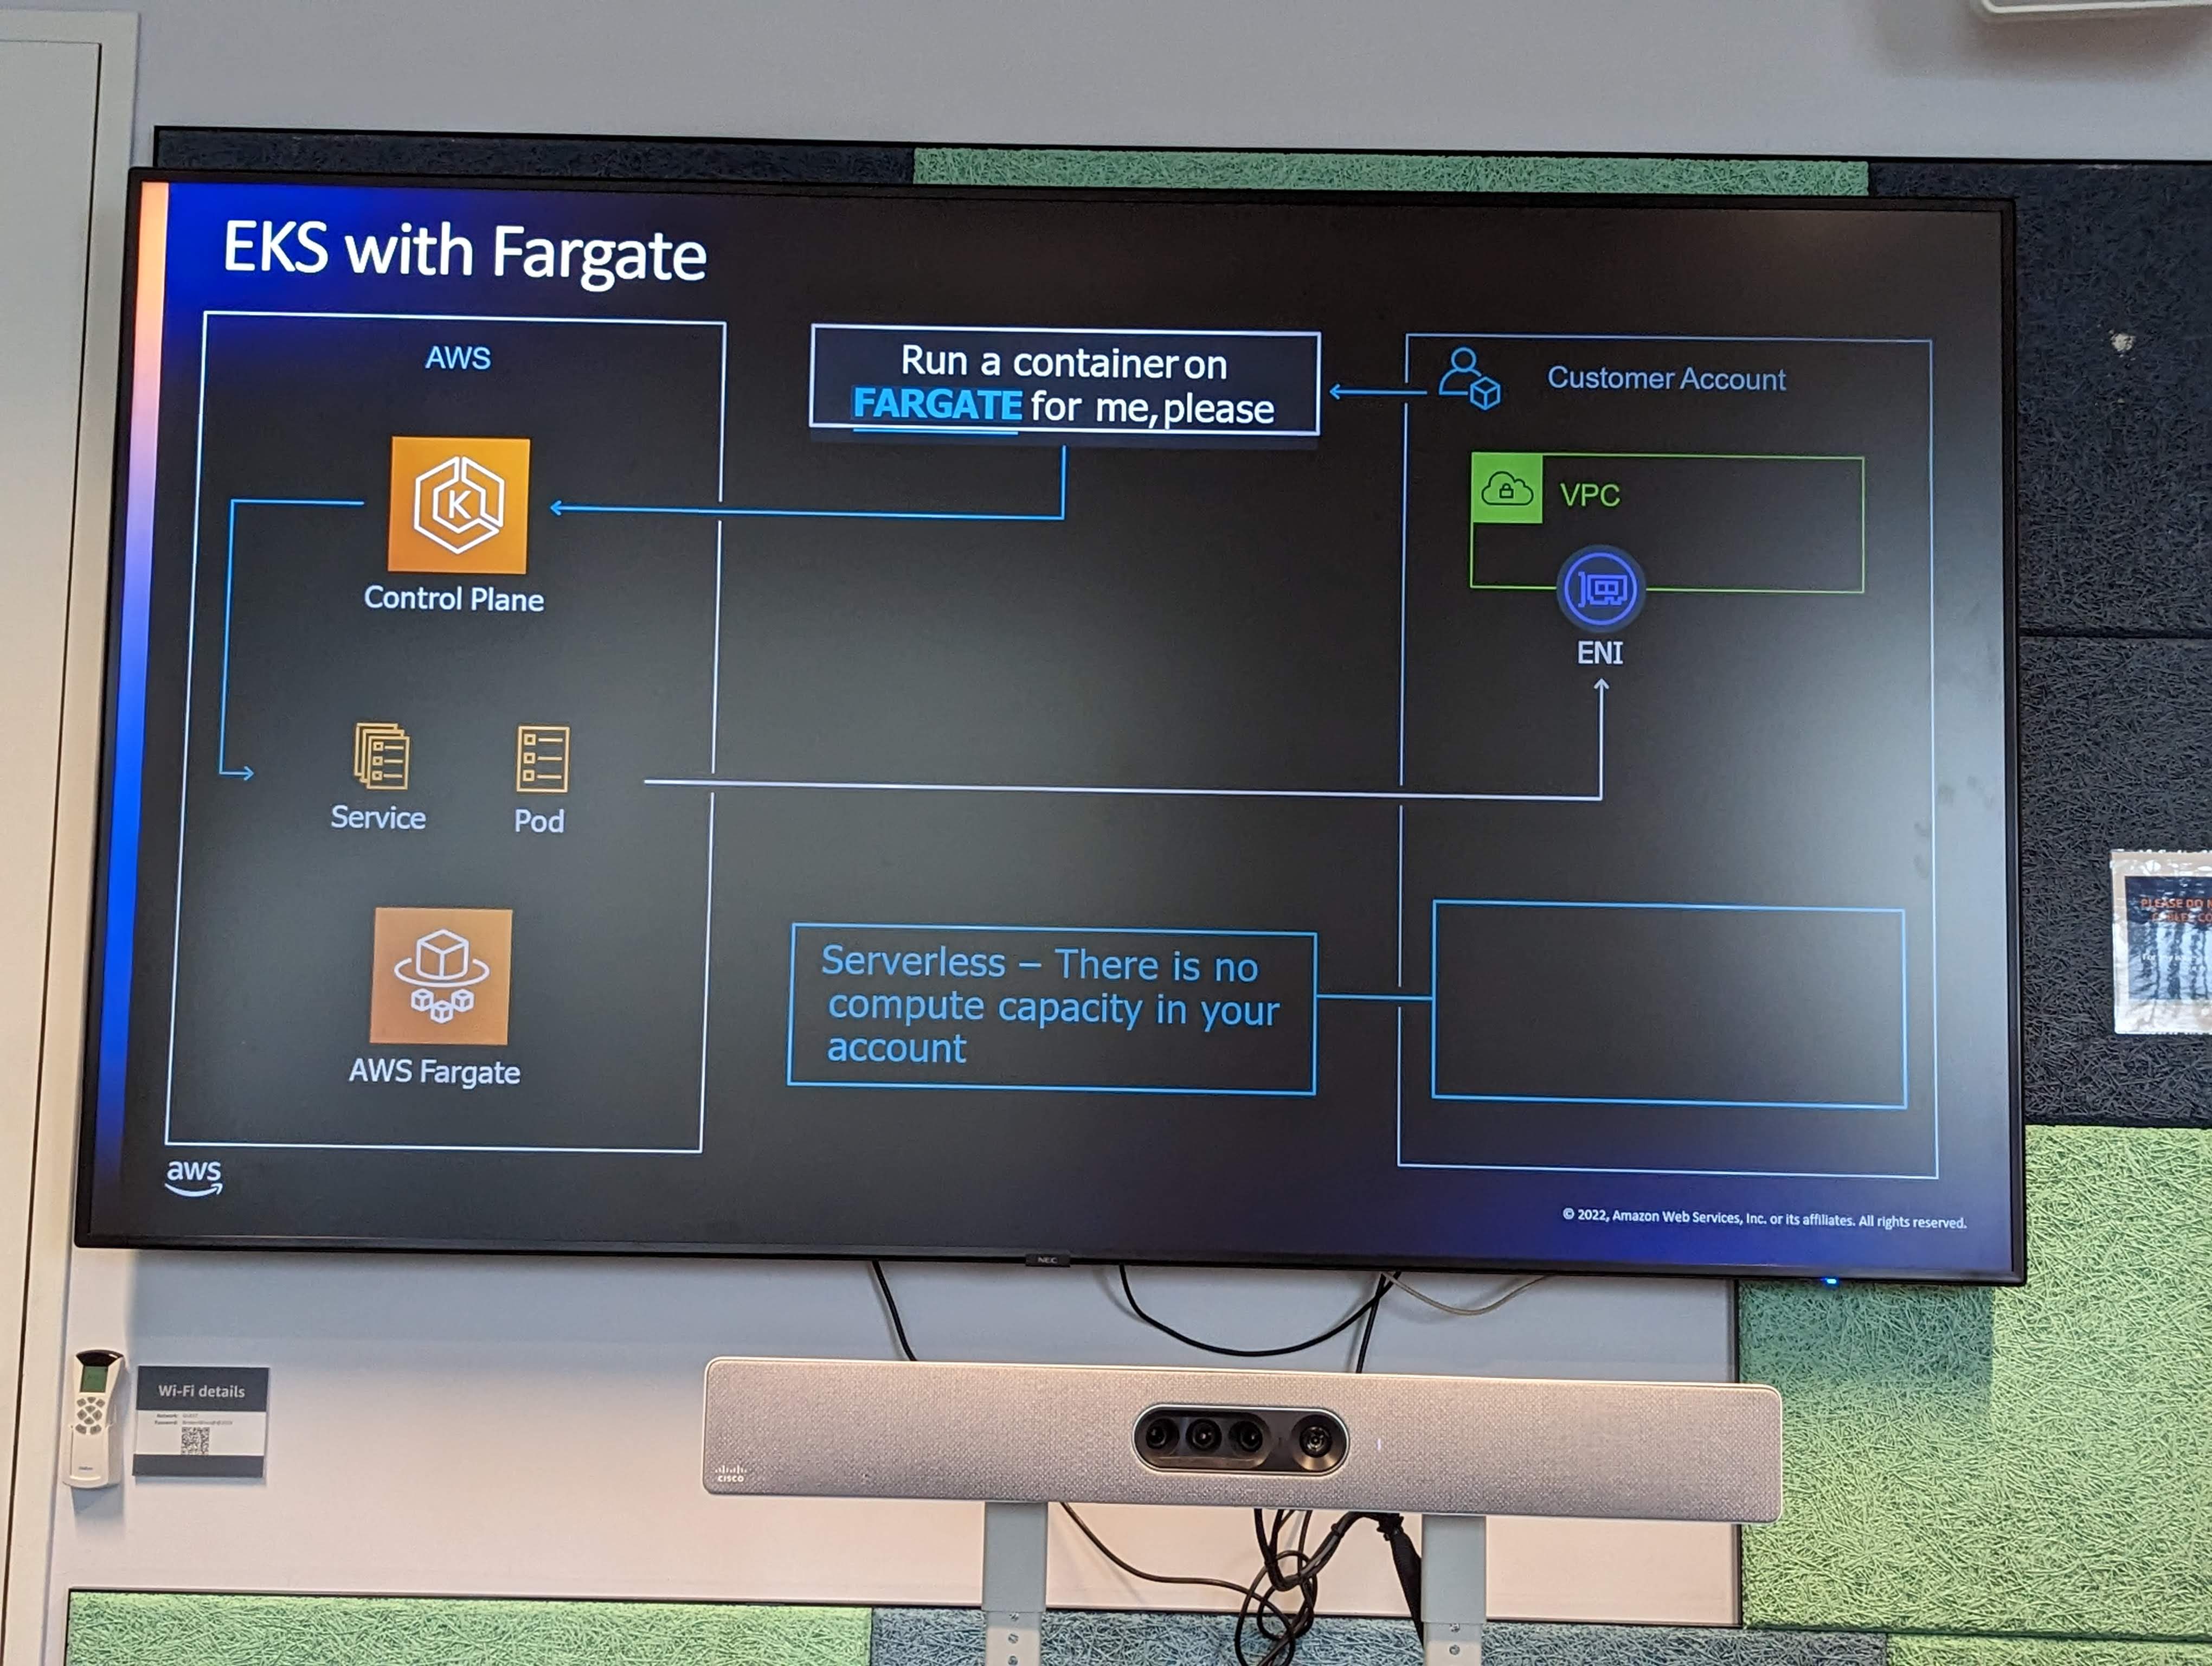 EKS with Fargate
AWS
Run a container on
FARGATE for me, please
Customer Account
VPC
Control Plane
ENI
Service
Pod
Serverless – There is no
compute capacity in your
account
AWS Fargate
aws
© 2022, Amazon Web Services, Inc. or its affiliates. All rights reserved.
NEC
PLEASE DO
Wi-Fi details
Network:
Password:
CISCO